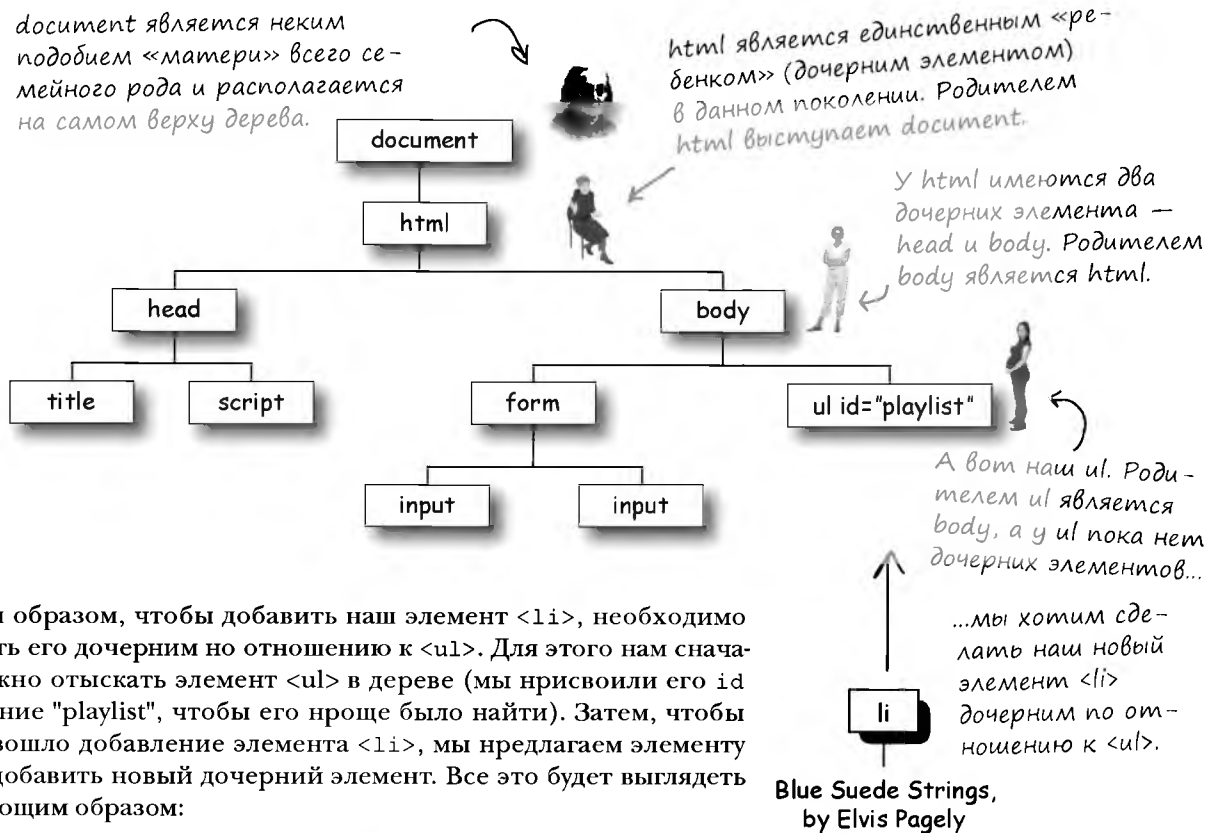 document является неким
подобием «матери» всего се-
мейного рода и располагается
на самом верху дерева.
html является единственным «ре-
бенком» (дочерним элементом)
в данном поколении. Родителем
html выступает document.
document
html
У html имеются два
дочерних элемента —
head и body. Родителем
body является html.
head
body
title
script
form
ul id="playlist"
input
input
А вот наш ul. Роди-
телем ul является
body, а у ul пока нет
дочерних элементов...
...мы хотим сде-
лать наш новый
элемент <li>
дочерним по от-
ношению к <ul>.
li
Blue Suede Strings,
by Elvis Pagely
образом, чтобы добавить наш элемент <li>, необходимо
ть его дочерним но отношению к <ul>. Для этого нам снача-
жно отыскать элемент <ul> в дереве (мы нрисвоили его id
ние "playlist", чтобы его нроще было найти). Затем, чтобы
зошло добавление элемента <li>, мы нредлагаем элементу
добавить новый дочерний элемент. Все это будет выглядеть
ющим образом: